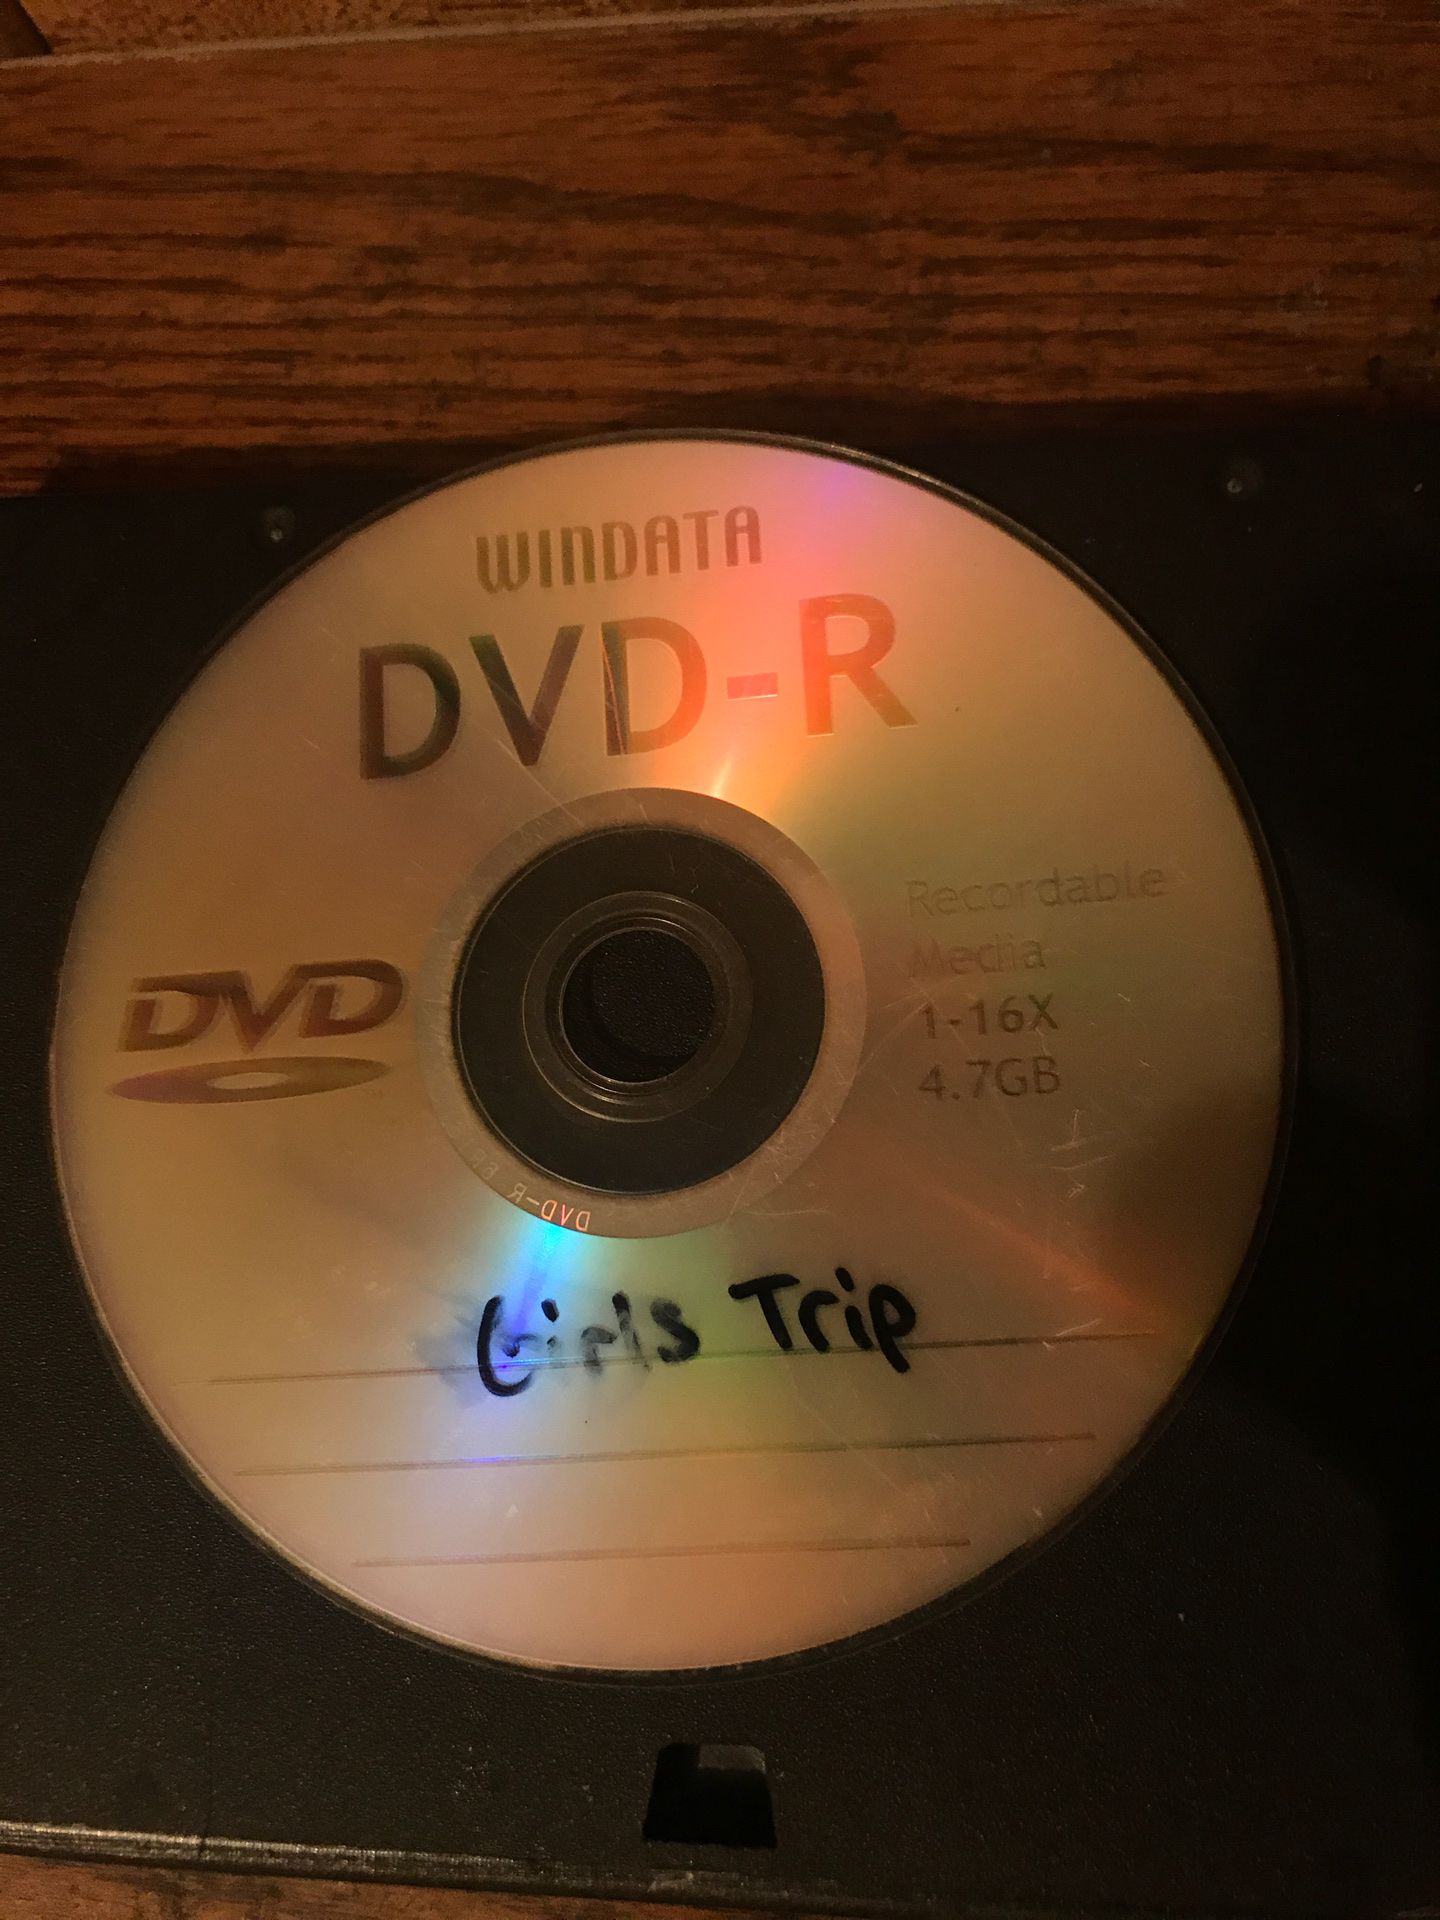 WINDATA
DVD-R
Recordable
Media
1-16X
4.7GB
DVD
DVD-R
Girls Trip